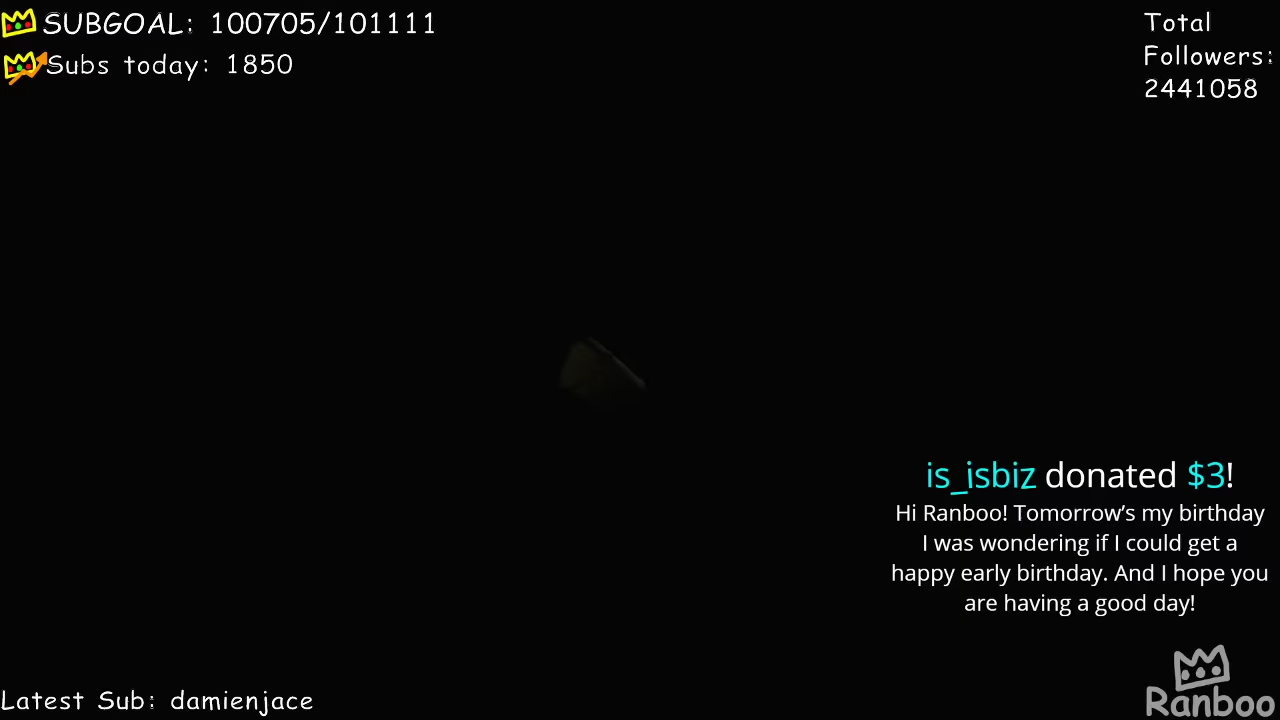 SUBGOAL: 100705/101111
Subs today: 1850
Total
Followers:
2441058
is_isbiz donated $3!
Hi Ranboo! Tomorrow’s my birthday
I was wondering if I could get a
happy early birthday. And I hope you
are having a good day!
Latest Sub: damienjace
Ranboo